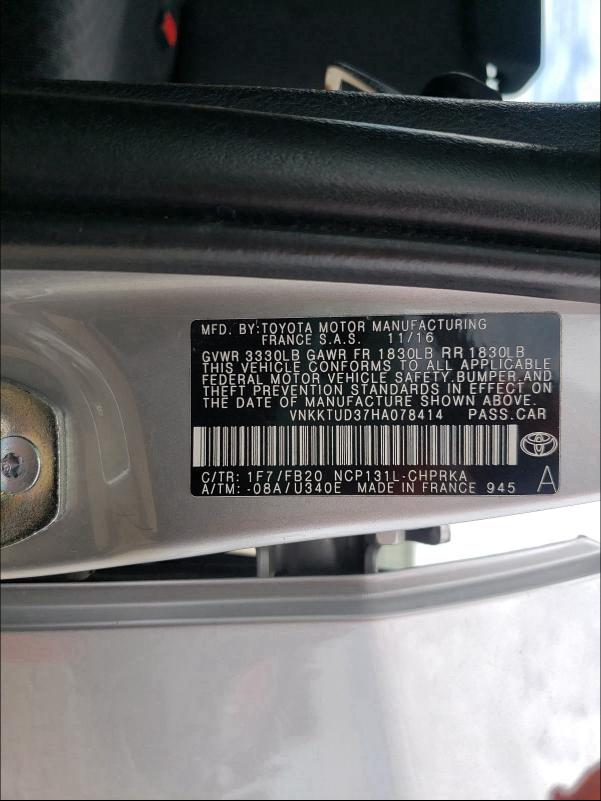 MFD. BY:TOYOTA MOTOR MANUFACTURING
FRANCE S.A.S. 11/16
GVWR 3330LB GAWR FR 1830LB RR 1830LB
THIS VEHICLE CONFORMS TO ALL APPLICABLE
FEDERAL MOTOR VEHICLE SAFETY,BUMPER,AND
THEFT PREVENTION STANDARDS IN EFFECT ON
THE DATE OF MANUFACTURE SHOWN ABOVE.
VNKKTUD37HA078414 PASS.CAR
C/TR: 1F7/FB20 NCP131L-CHPRKA
A/TM: -08A/U340E MADE IN FRANCE 945 A